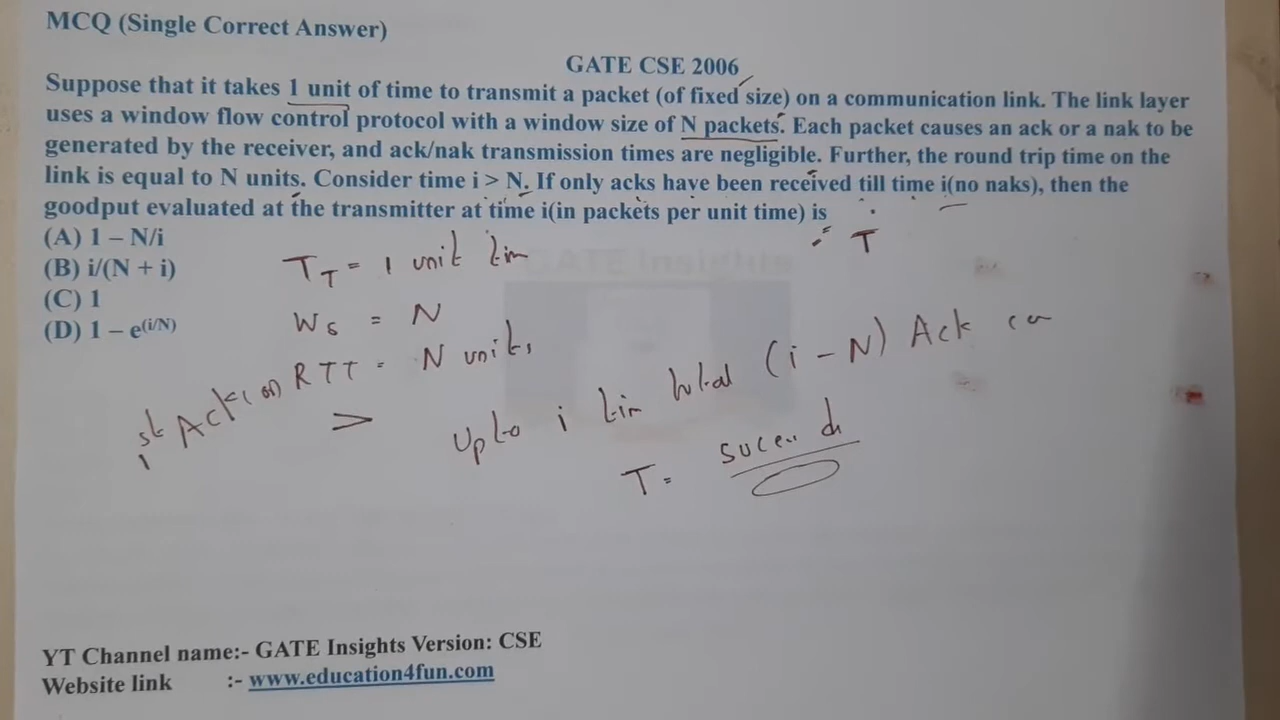 MCQ (Single Correct Answer)
GATE CSE 2006
Suppose that it takes 1 unit of time to transmit a packet (of fixed size) on a communication link. The link layer
uses a window flow control protocol with a window size of N packets. Each packet causes an ack or a nak to be
generated by the receiver, and ack/nak transmission times are negligible. Further, the round trip time on the
link is equal to N units. Consider time i > N. If only acks have been received till time i(no naks), then the
goodput evaluated at the transmitter at time i(in packets per unit time) is
(A) 1 – N/i
(B) i/(N + i)
(C) 1
(D) 1 – e(i/N)
T
TT = 1 unit tim
Ws = N
1st Ack RTT = N units
Upto i tim total (i – N) Ack
T =
YT Channel name:- GATE Insights Version: CSE
Website link :- www.education4fun.com